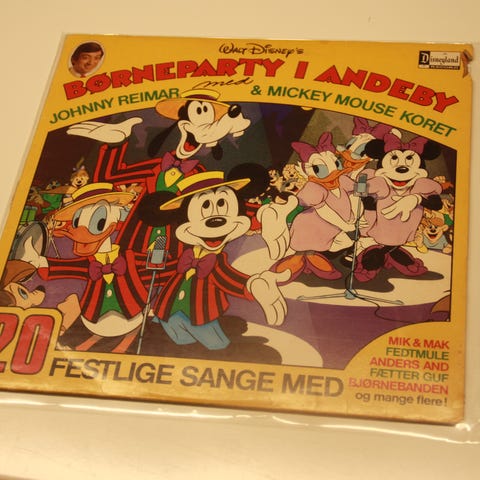 WALT DISNEY'S
Disneyland
BØRNEPARTY I ANDEBY
med
JOHNNY REIMAR & MICKEY MOUSE KORET
20 FESTLIGE SANGE MED
MIK & MAK
FEDTMULE
ANDERS AND
FÆTTER GUF
BJØRNEBANDEN
og mange flere!